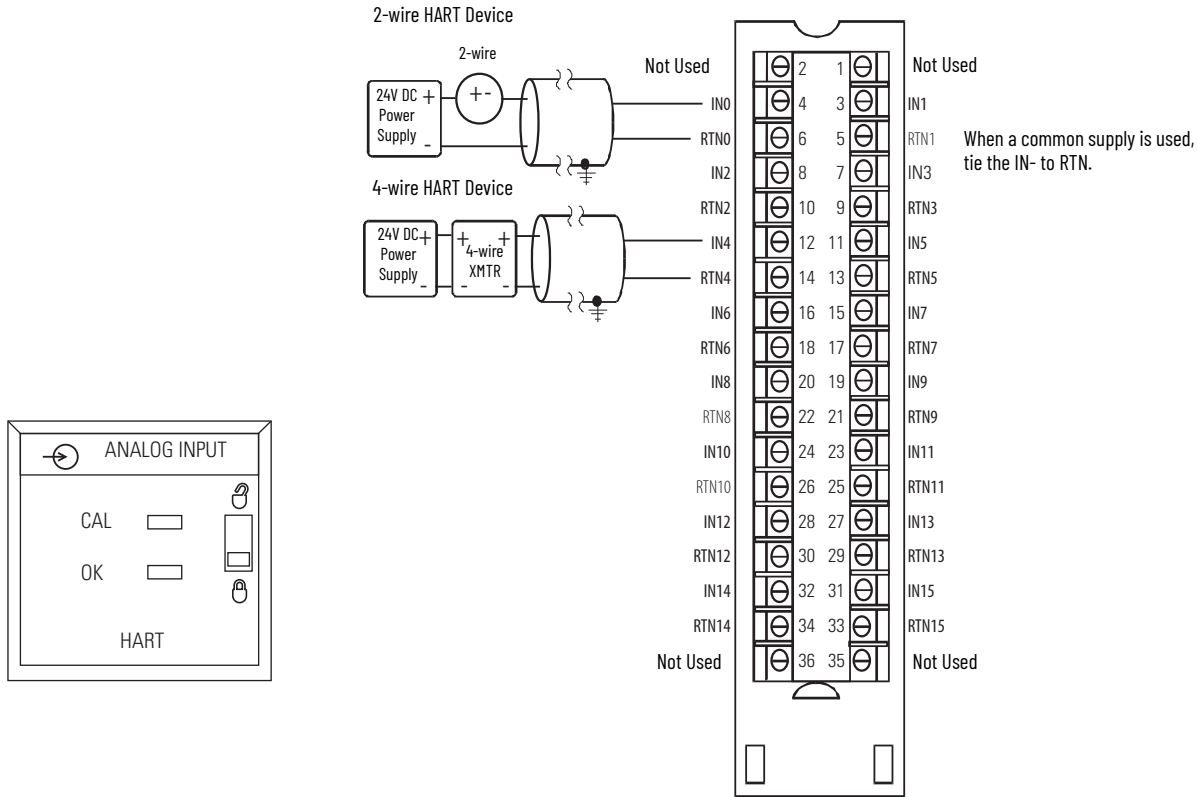 2-wire HART Device
2-wire
+ -
24V DC +
Power
Supply -
4-wire HART Device
24V DC +
Power
Supply -
+ +
4-wire
XMTR
- -
Not Used 2 1 Not Used
IN0 4 3 IN1
RTN0 6 5 RTN1
IN2 8 7 IN3
RTN2 10 9 RTN3
IN4 12 11 IN5
RTN4 14 13 RTN5
IN6 16 15 IN7
RTN6 18 17 RTN7
IN8 20 19 IN9
RTN8 22 21 RTN9
IN10 24 23 IN11
RTN10 26 25 RTN11
IN12 28 27 IN13
RTN12 30 29 RTN13
IN14 32 31 IN15
RTN14 34 33 RTN15
Not Used 36 35 Not Used
When a common supply is used,
tie the IN- to RTN.
ANALOG INPUT
CAL
OK
HART